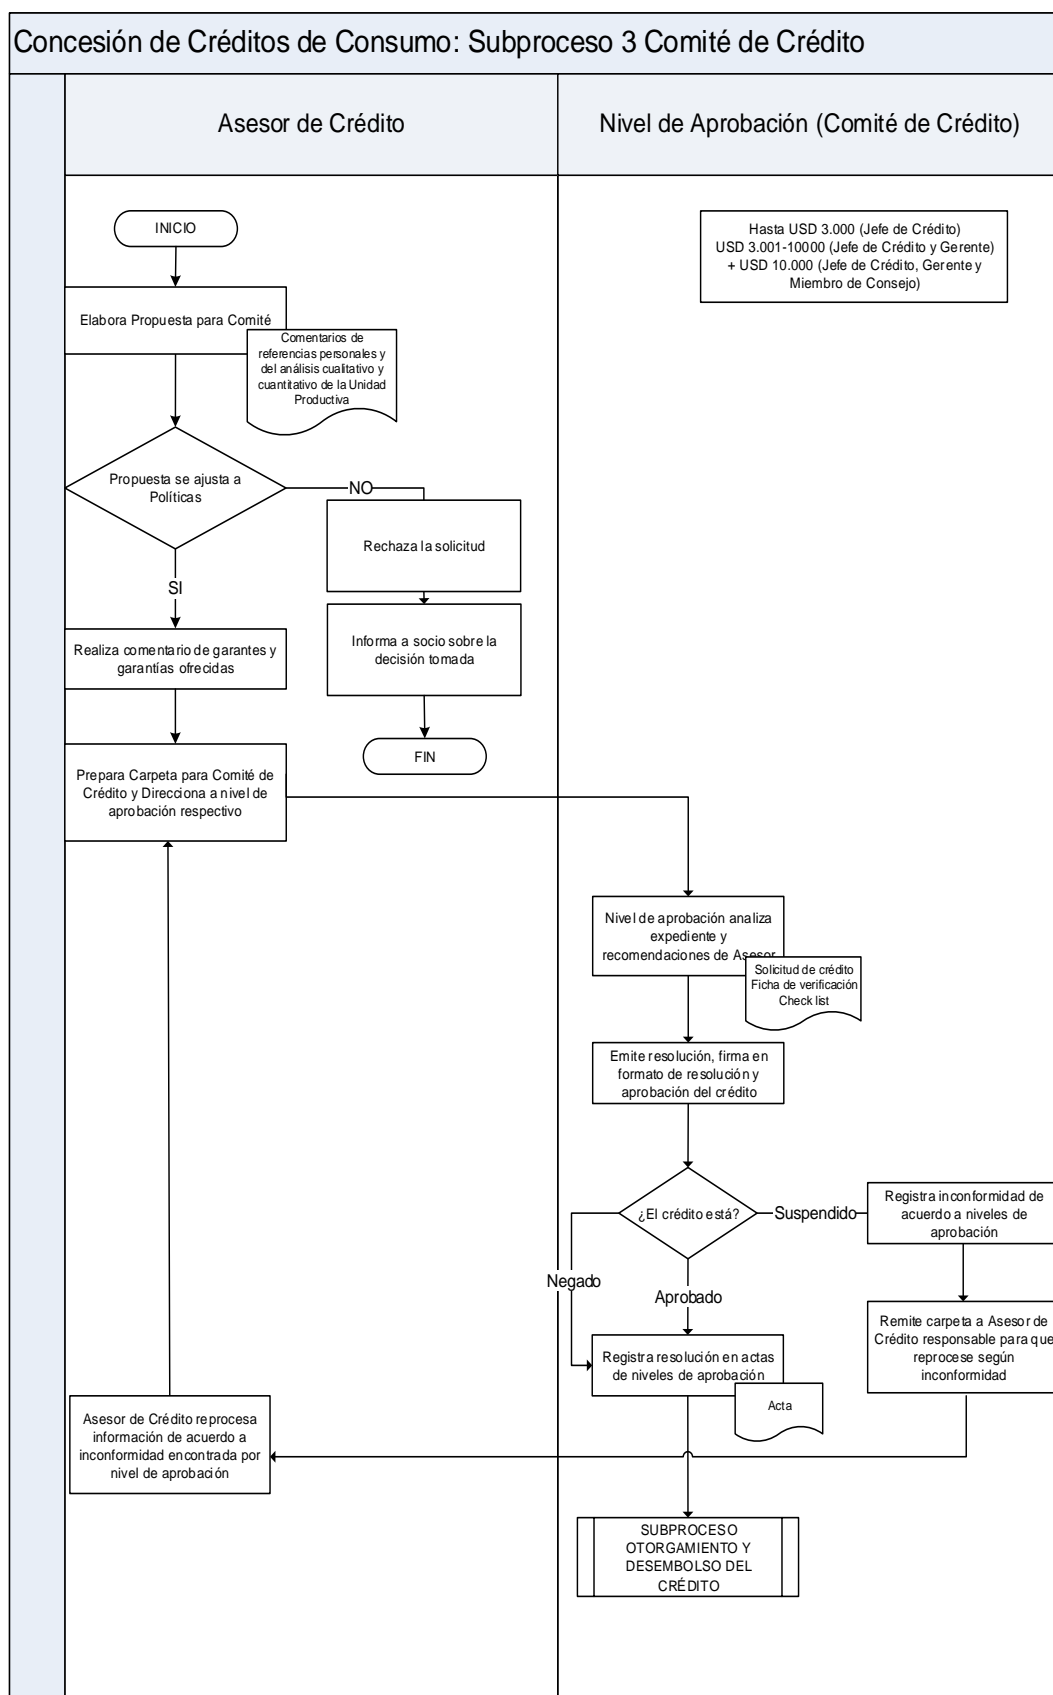 Concesión de Créditos de Consumo: Subproceso 3 Comité de Crédito
Asesor de Crédito
Nivel de Aprobación (Comité de Crédito)
INICIO
Hasta USD 3.000 (Jefe de Crédito)
USD 3.001-10000 (Jefe de Crédito y Gerente)
+ USD 10.000 (Jefe de Crédito, Gerente y
Miembro de Consejo)
Elabora Propuesta para Comité
Comentarios de
referencias personales y
del análisis cualitativo y
cuantitativo de la Unidad
Productiva
Propuesta se ajusta a
Políticas
NO
Rechaza la solicitud
SI
Informa a socio sobre la
decisión tomada
Realiza comentario de garantes y
garantías ofrecidas
FIN
Prepara Carpeta para Comité de
Crédito y Direcciona a nivel de
aprobación respectivo
Nivel de aprobación analiza
expediente y
recomendaciones de Asesor
Solicitud de crédito
Ficha de verificación
Check list
Emite resolución, firma en
formato de resolución y
aprobación del crédito
¿El crédito está?
Suspendido
Registra inconformidad de
acuerdo a niveles de
aprobación
Negado
Aprobado
Remite carpeta a Asesor de
Crédito responsable para que
reprocese según
inconformidad
Registra resolución en actas
de niveles de aprobación
Acta
Asesor de Crédito reprocesa
información de acuerdo a
inconformidad encontrada por
nivel de aprobación
SUBPROCESO
OTORGAMIENTO Y
DESEMBOLSO DEL
CRÉDITO